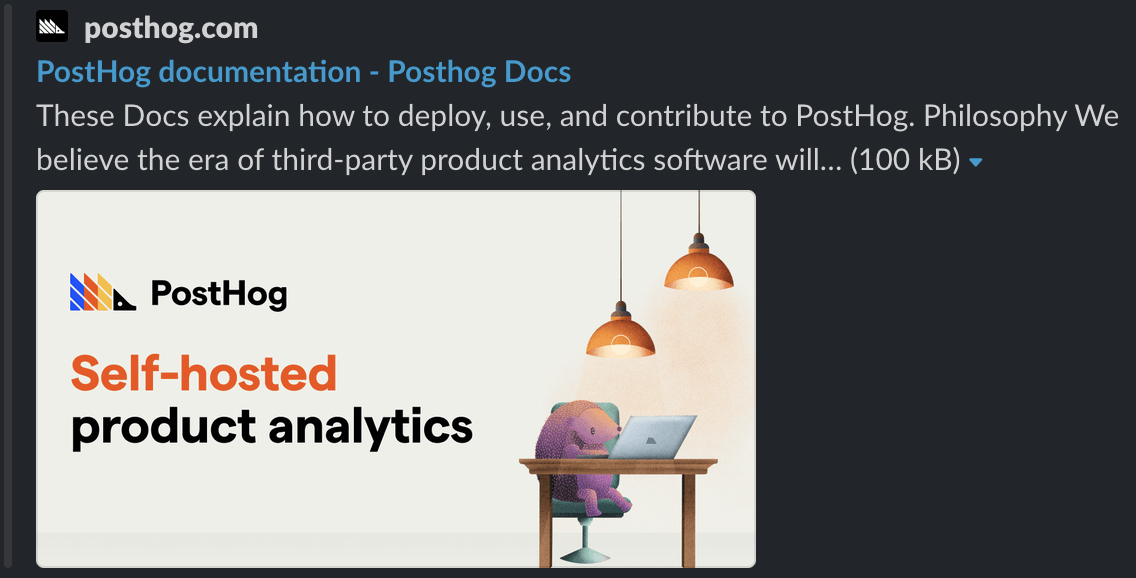 posthog.com
PostHog documentation - Posthog Docs
These Docs explain how to deploy, use, and contribute to PostHog. Philosophy We
believe the era of third-party product analytics software will... (100 kB)
PostHog
Self-hosted
product analytics